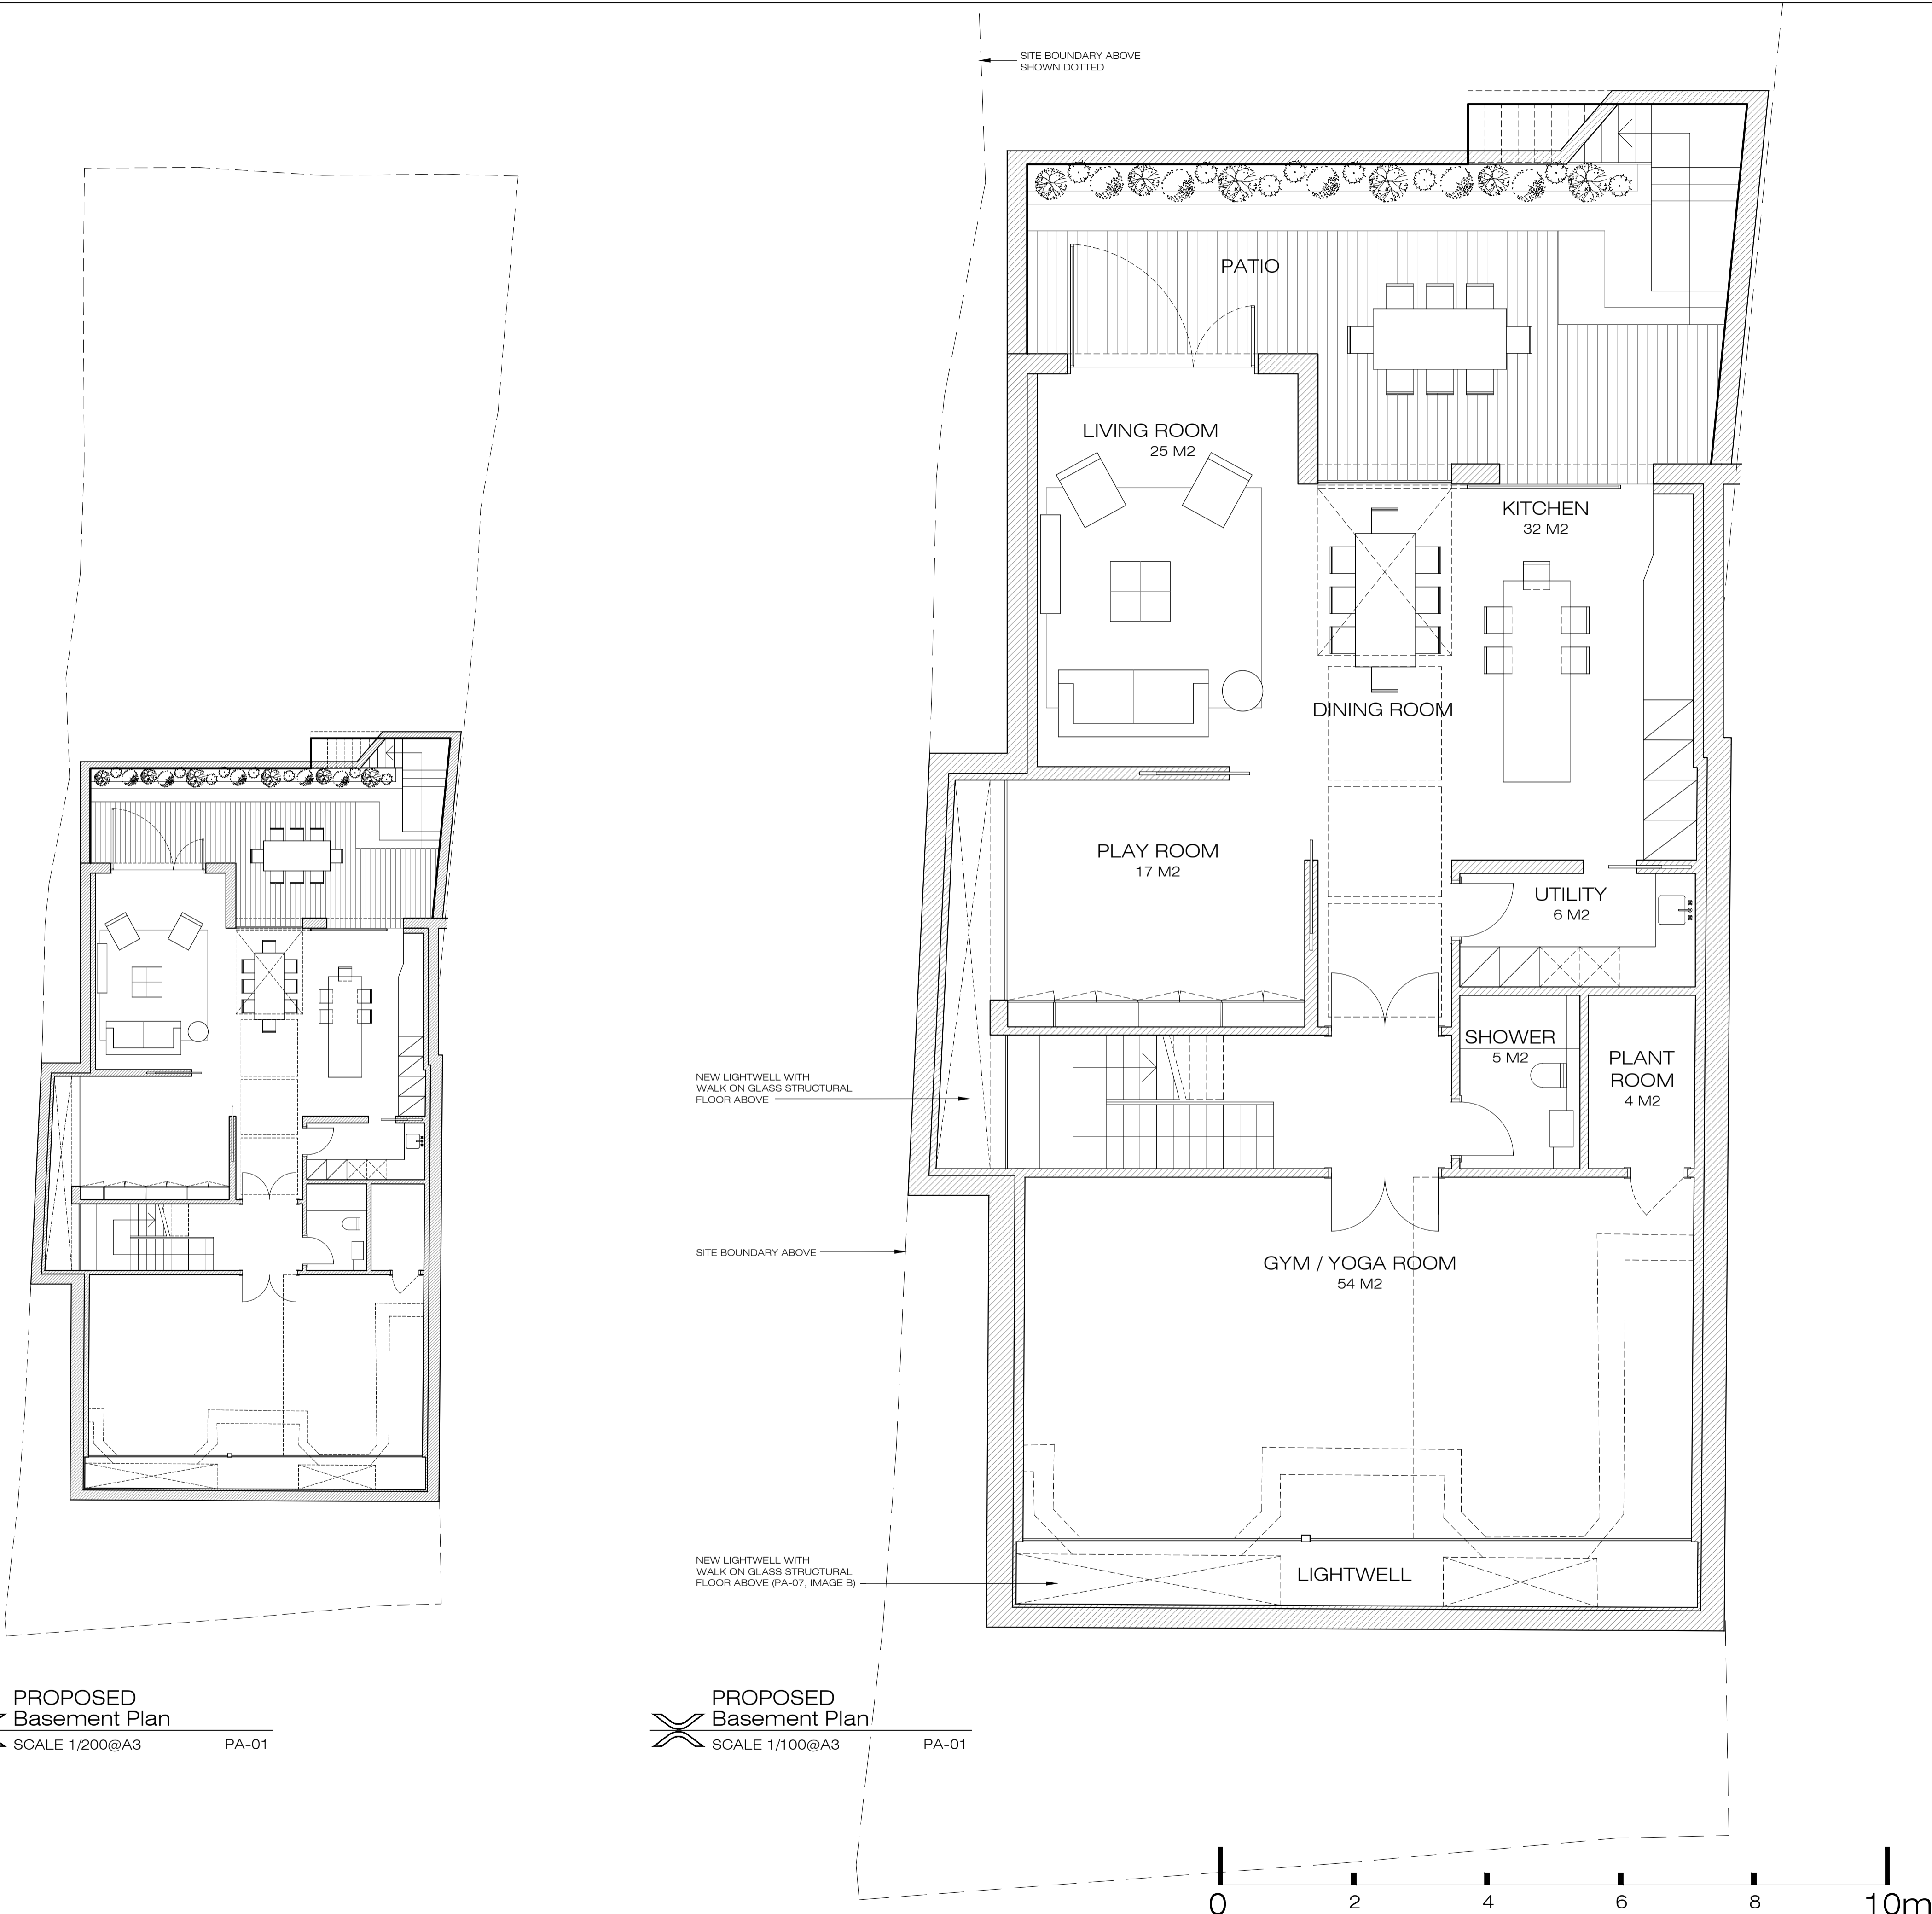 SITE BOUNDARY ABOVE
SHOWN DOTTED
PATIO
LIVING ROOM
25 M2
KITCHEN
32 M2
DINING ROOM
PLAY ROOM
17 M2
UTILITY
6 M2
SHOWER
5 M2
PLANT
ROOM
4 M2
NEW LIGHTWELL WITH
WALK ON GLASS STRUCTURAL
FLOOR ABOVE
SITE BOUNDARY ABOVE
GYM / YOGA ROOM
54 M2
NEW LIGHTWELL WITH
WALK ON GLASS STRUCTURAL
FLOOR ABOVE (PA-07, IMAGE B)
LIGHTWELL
PROPOSED
Basement Plan
SCALE 1/200@A3 PA-01
PROPOSED
Basement Plan
SCALE 1/100@A3 PA-01
0 2 4 6 8 10m